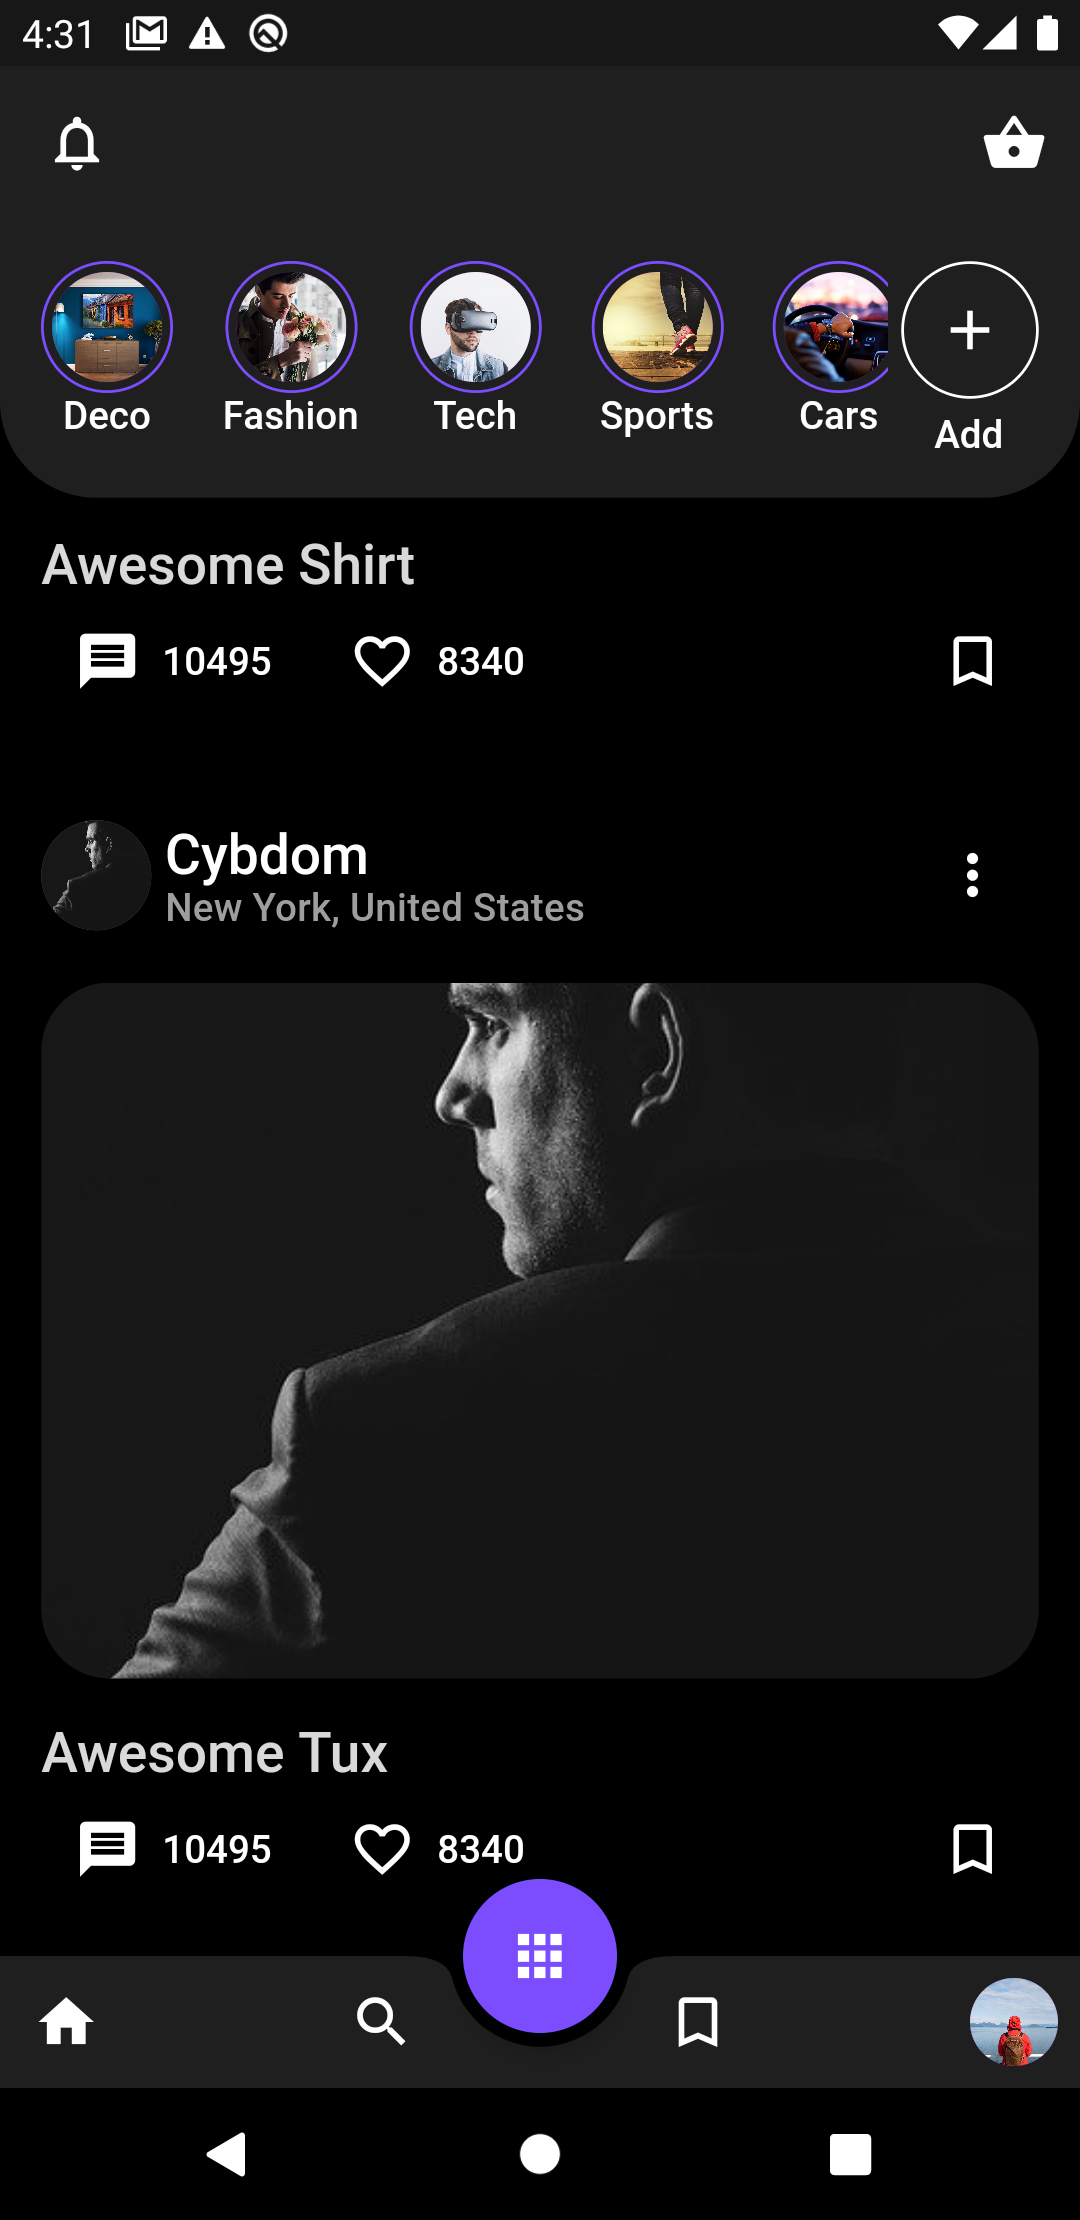 4:31
Deco
Fashion
Tech
Sports
Cars
Add
Awesome Shirt
10495
8340
Cybdom
New York, United States
Awesome Tux
10495
8340